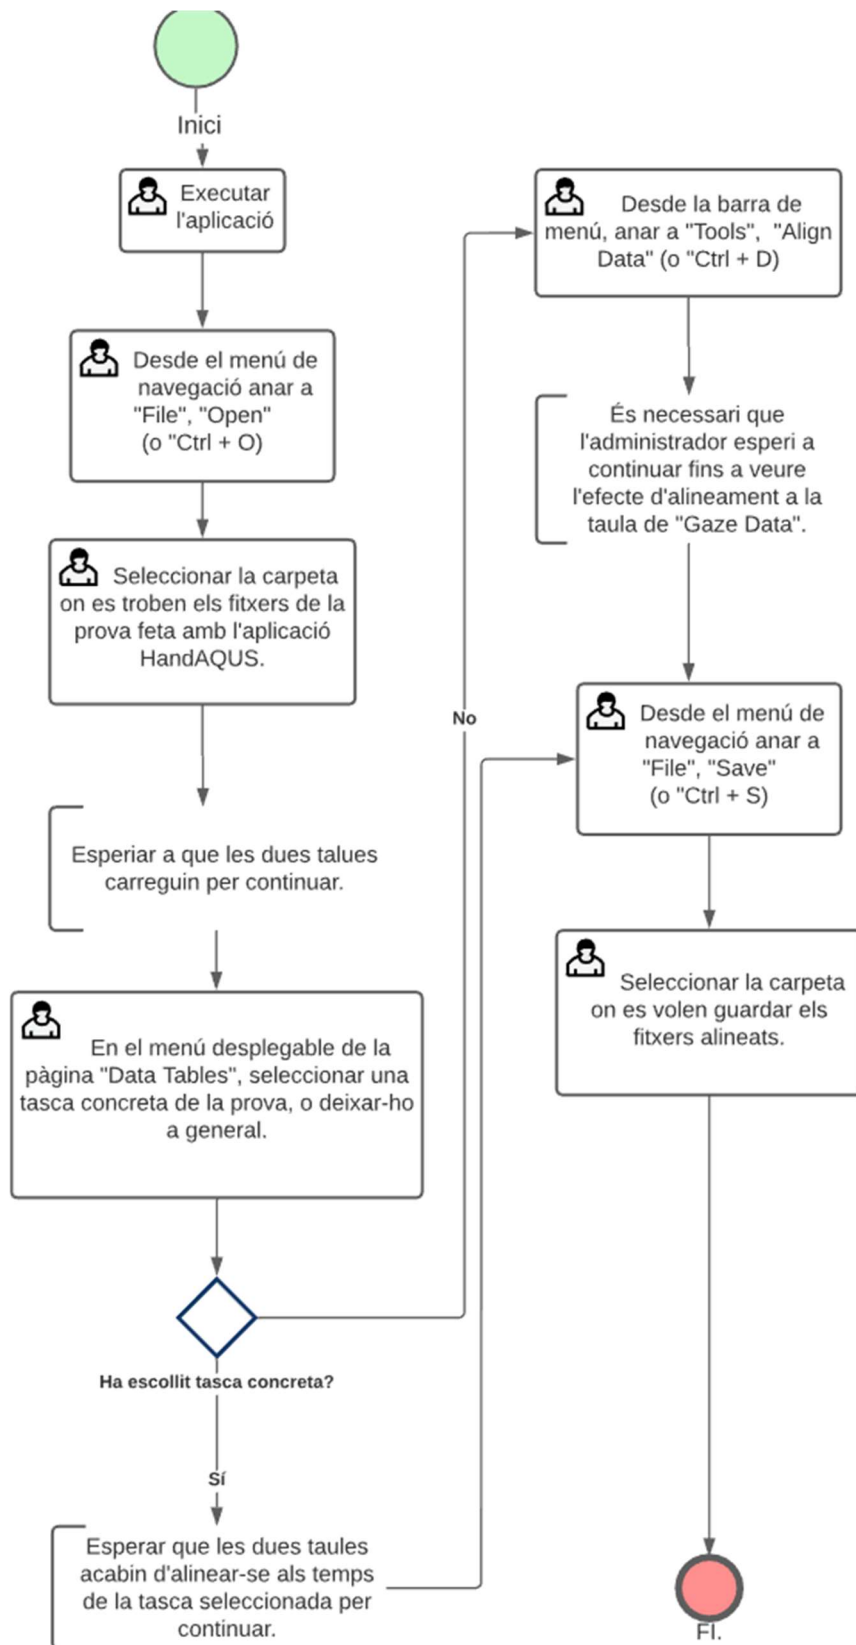 Inici
Executar
l'aplicació
Desde el menú de
navegació anar a
"File", "Open"
(o "Ctrl + O)
Seleccionar la carpeta
on es troben els fitxers de la
prova feta amb l'aplicació
HandAQUS.
Esperiar a que les dues talues
carreguin per continuar.
En el menú desplegable de la
pàgina "Data Tables", seleccionar una
tasca concreta de la prova, o deixar-ho
a general.
Ha escollit tasca concreta?
Sí
Esperar que les dues taules
acabin d'alinear-se als temps
de la tasca seleccionada per
continuar.
No
Desde la barra de
menú, anar a "Tools", "Align
Data" (o "Ctrl + D)
És necessari que
l'administrador esperi a
continuar fins a veure
l'efecte d'alineament a la
taula de "Gaze Data".
Desde el menú de
navegació anar a
"File", "Save"
(o "Ctrl + S)
Seleccionar la carpeta
on es volen guardar els
fitxers alineats.
FI.